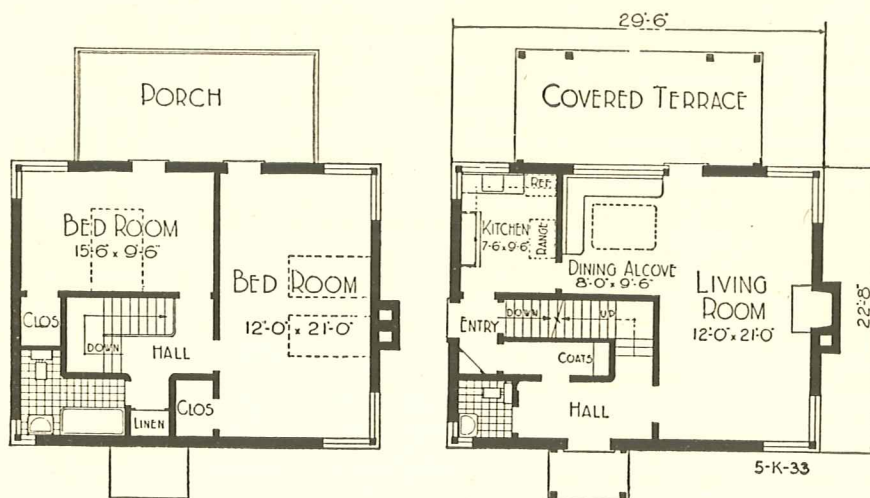 PORCH
BED ROOM
15'-6" x 9'-6"
BED ROOM
12'-0" x 21'-0"
CLOS
DOWN
HALL
CLOS
LINEN
29'-6"
COVERED TERRACE
REF.
KITCHEN
7'-6" x 9'-6"
RANGE
DINING ALCOVE
8'-0" x 9'-6"
LIVING
ROOM
12'-0" x 21'-0"
22'-8"
ENTRY
DOWN
UP
COATS
HALL
5-K-33